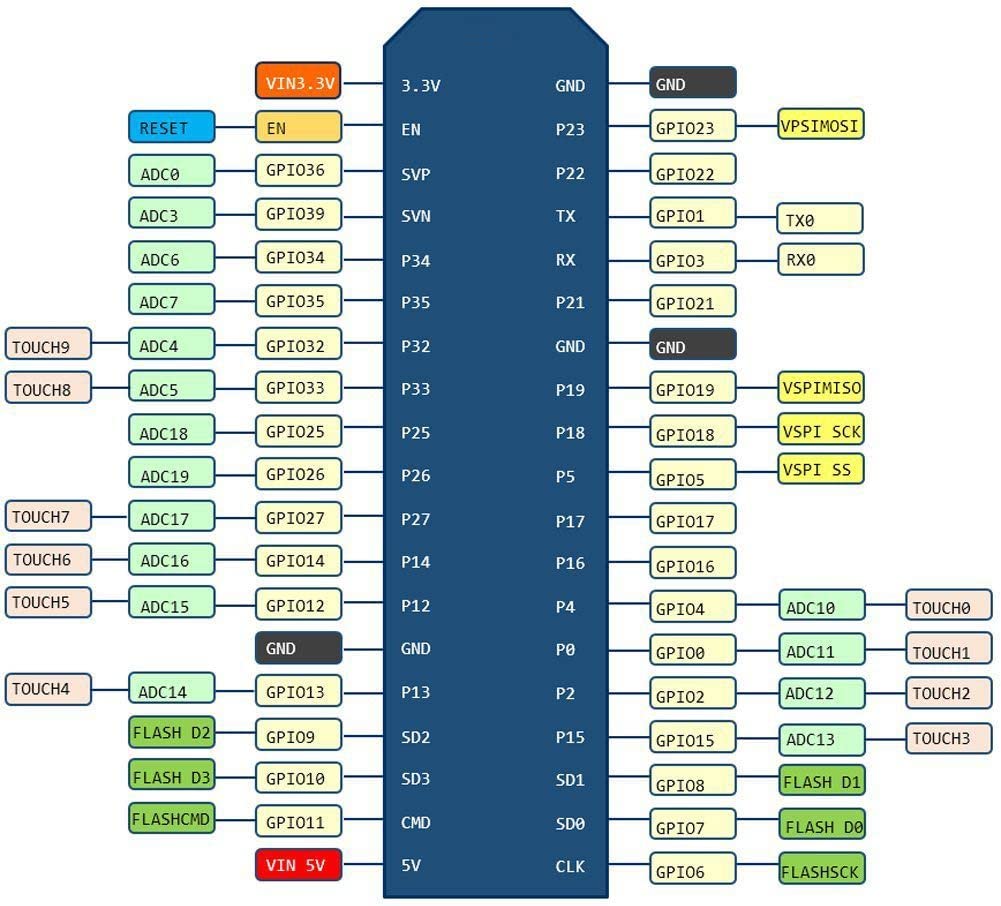 VIN3.3V 3.3V GND GND
RESET EN EN P23 GPIO23 VPSIMOSI
ADC0 GPIO36 SVP P22 GPIO22
ADC3 GPIO39 SVN TX GPIO1 TX0
ADC6 GPIO34 P34 RX GPIO3 RX0
ADC7 GPIO35 P35 P21 GPIO21
TOUCH9 ADC4 GPIO32 P32 GND GND
TOUCH8 ADC5 GPIO33 P33 P19 GPIO19 VSPIMISO
ADC18 GPIO25 P25 P18 GPIO18 VSPI SCK
ADC19 GPIO26 P26 P5 GPIO5 VSPI SS
TOUCH7 ADC17 GPIO27 P27 P17 GPIO17
TOUCH6 ADC16 GPIO14 P14 P16 GPIO16
TOUCH5 ADC15 GPIO12 P12 P4 GPIO4 ADC10 TOUCH0
GND GND P0 GPIO0 ADC11 TOUCH1
TOUCH4 ADC14 GPIO13 P13 P2 GPIO2 ADC12 TOUCH2
FLASH D2 GPIO9 SD2 P15 GPIO15 ADC13 TOUCH3
FLASH D3 GPIO10 SD3 SD1 GPIO8 FLASH D1
FLASHCMD GPIO11 CMD SD0 GPIO7 FLASH D0
VIN 5V 5V CLK GPIO6 FLASHSCK